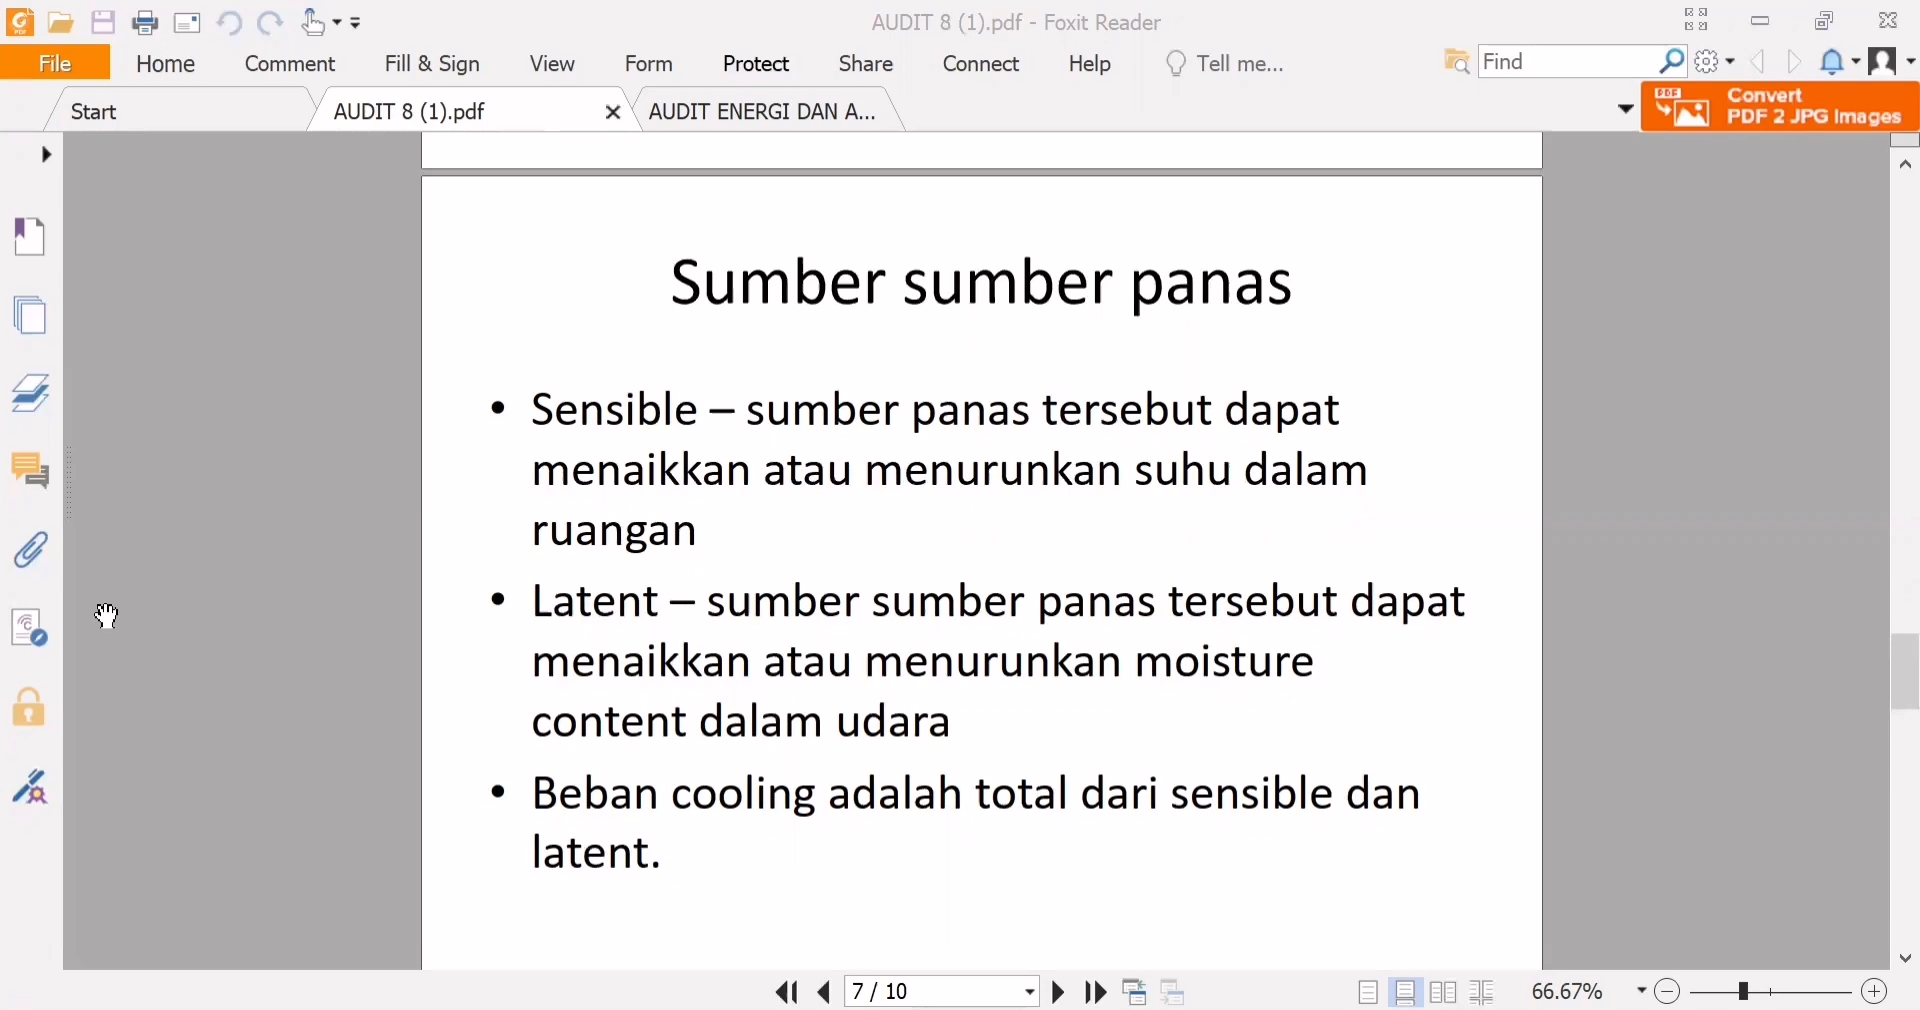 AUDIT 8 (1).pdf - Foxit Reader
File Home Comment Fill & Sign View Form Protect Share Connect Help Tell me... Find
Start AUDIT 8 (1).pdf AUDIT ENERGI DAN A...
PDF Convert
PDF 2 JPG Images
Sumber sumber panas
• Sensible – sumber panas tersebut dapat
menaikkan atau menurunkan suhu dalam
ruangan
• Latent – sumber sumber panas tersebut dapat
menaikkan atau menurunkan moisture
content dalam udara
• Beban cooling adalah total dari sensible dan
latent.
7 / 10 66.67%